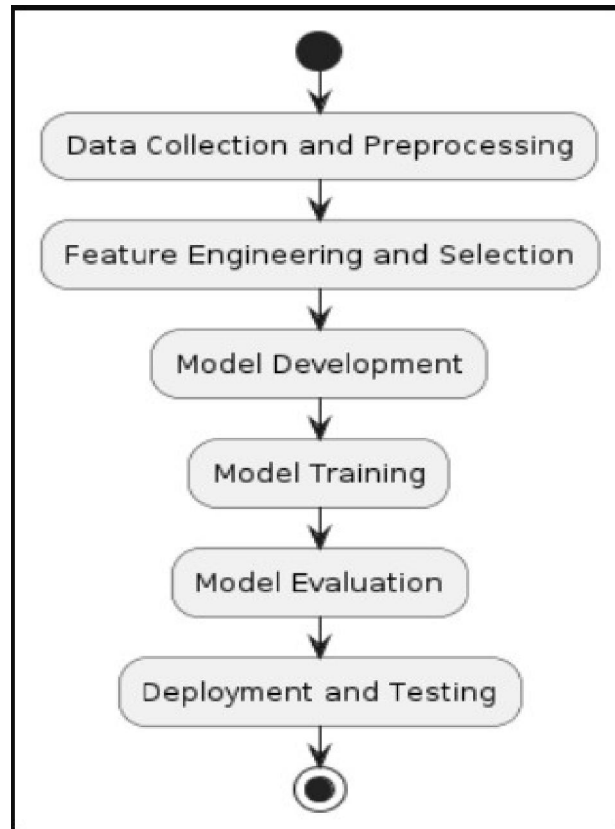 Data Collection and Preprocessing
Feature Engineering and Selection
Model Development
Model Training
Model Evaluation
Deployment and Testing